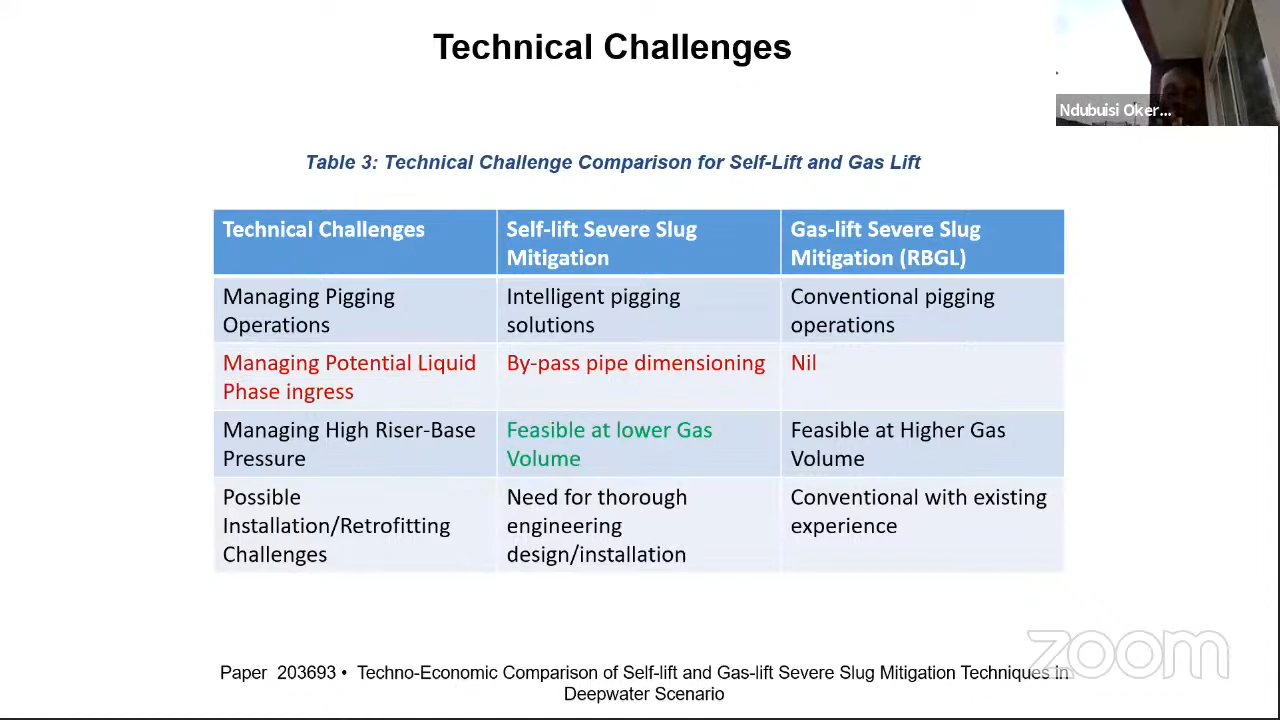 Technical Challenges
Ndubuisi Oker...
Table 3: Technical Challenge Comparison for Self-Lift and Gas Lift
Technical Challenges
Self-lift Severe Slug
Mitigation
Gas-lift Severe Slug
Mitigation (RBGL)
Managing Pigging
Operations
Intelligent pigging
solutions
Conventional pigging
operations
Managing Potential Liquid
Phase ingress
By-pass pipe dimensioning
Nil
Managing High Riser-Base
Pressure
Feasible at lower Gas
Volume
Feasible at Higher Gas
Volume
Possible
Installation/Retrofitting
Challenges
Need for thorough
engineering
design/installation
Conventional with existing
experience
zoom
Paper 203693 • Techno-Economic Comparison of Self-lift and Gas-lift Severe Slug Mitigation Techniques in
Deepwater Scenario